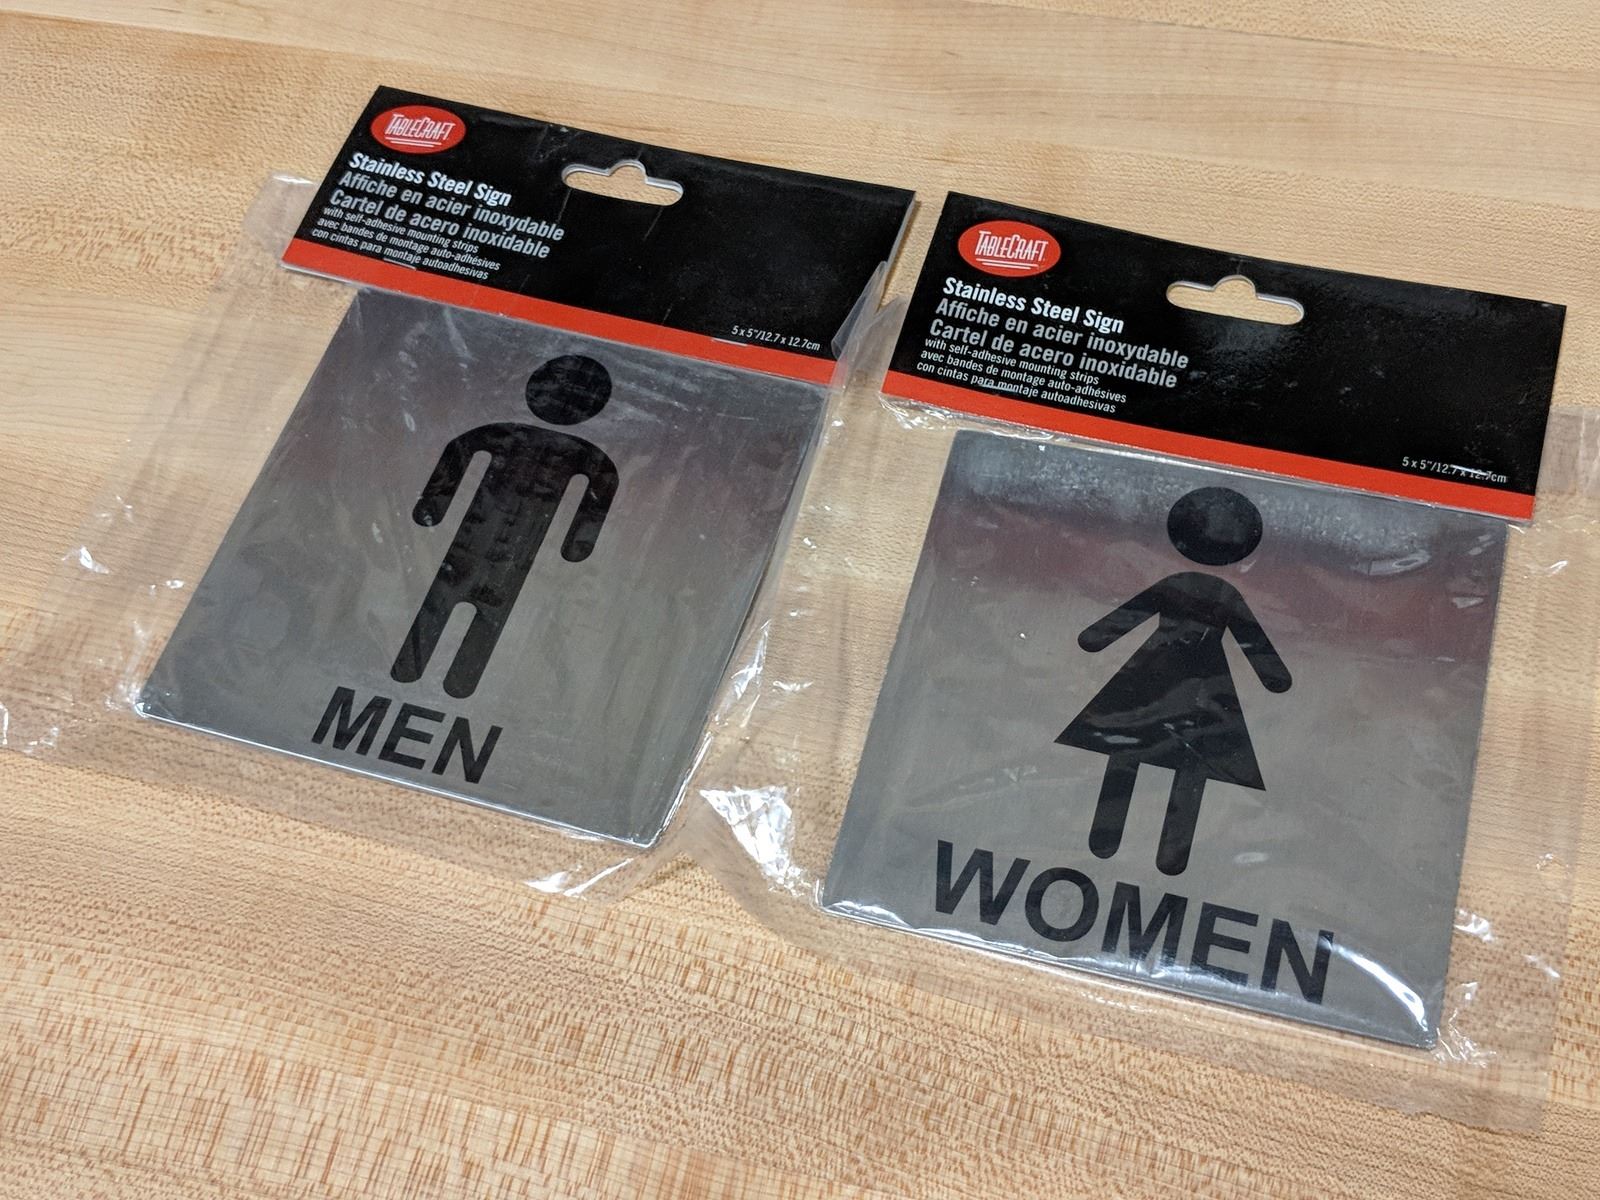 TABLECRAFT
Stainless Steel Sign
Affiche en acier inoxydable
Cartel de acero inoxidable
with self-adhesive mounting strips
avec bandes de montage auto-adhésives
con cintas para montaje autoadhesivas
5 x 5"/12.7 x 12.7cm
MEN
TABLECRAFT
Stainless Steel Sign
Affiche en acier inoxydable
Cartel de acero inoxidable
with self-adhesive mounting strips
avec bandes de montage auto-adhésives
con cintas para montaje autoadhesivas
5 x 5"/12.7 x 12.7cm
WOMEN